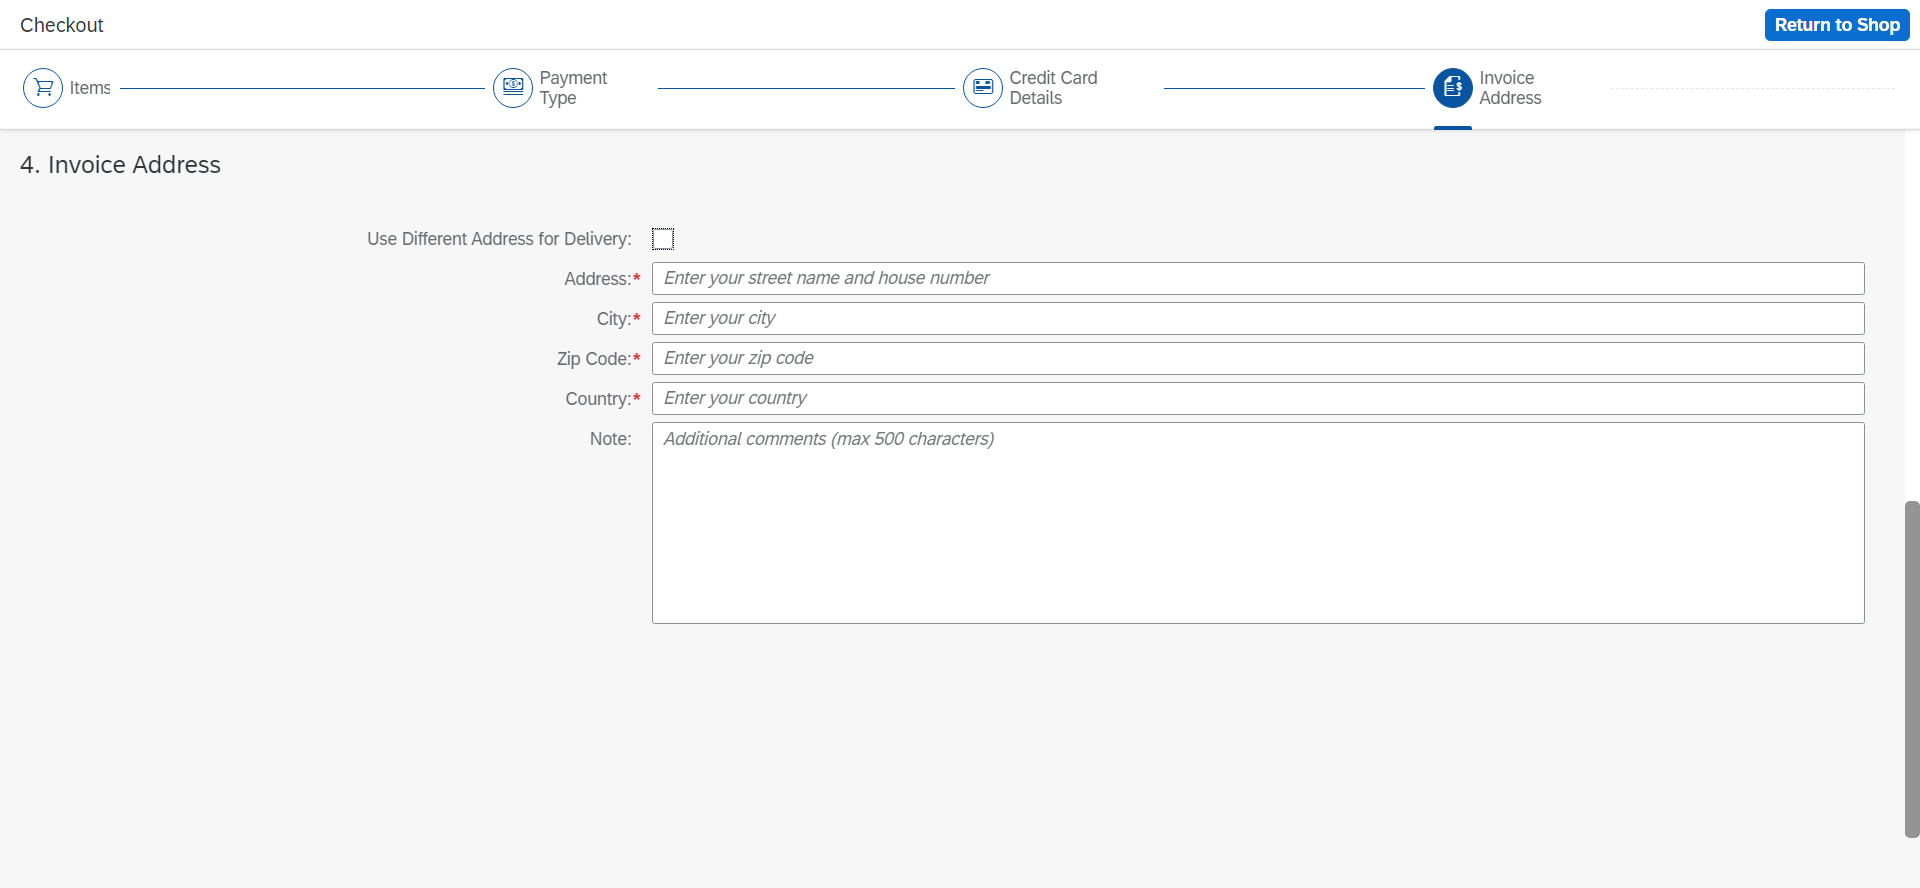 Checkout
Return to Shop
Items
Payment
Type
Credit Card
Details
Invoice
Address
4. Invoice Address
Use Different Address for Delivery:
Address:* Enter your street name and house number
City:* Enter your city
Zip Code:* Enter your zip code
Country:* Enter your country
Note: Additional comments (max 500 characters)